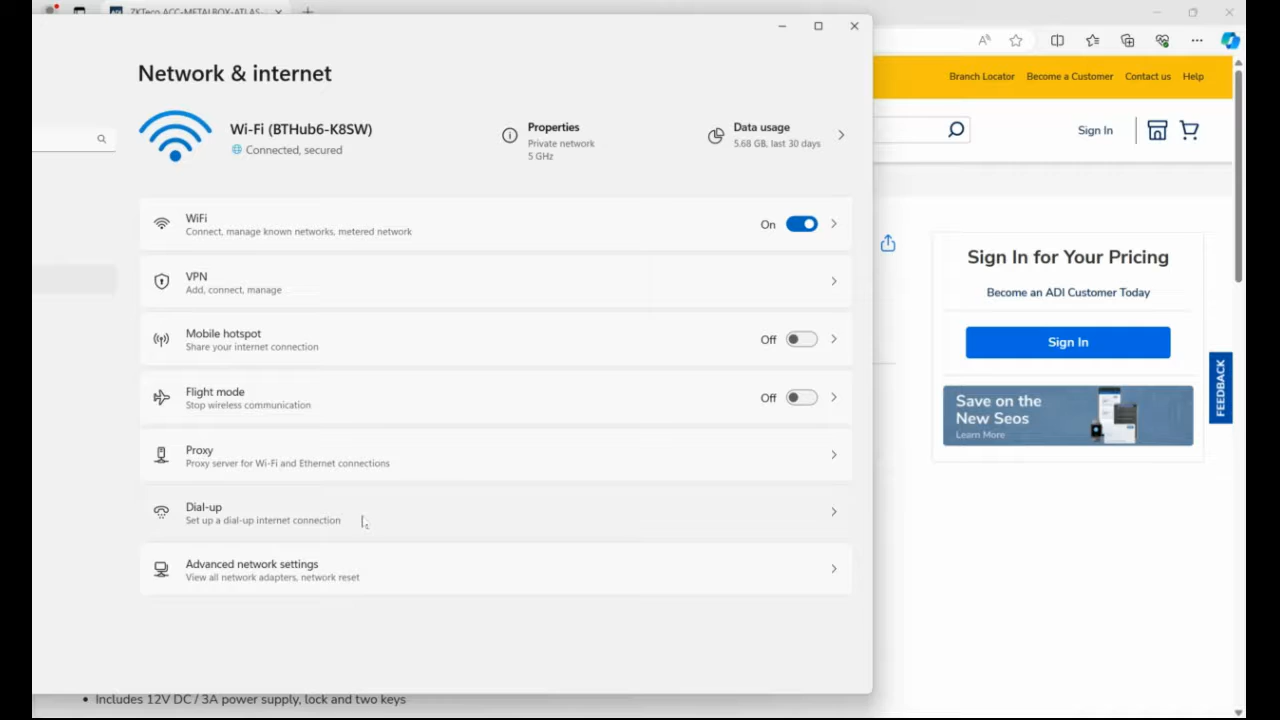 ZKTeco ACC-METALBOX-ATLAS-
Network & internet
Wi-Fi (BTHub6-K8SW)
Connected, secured
Properties
Private network
5 GHz
Data usage
5.68 GB, last 30 days
WiFi
Connect, manage known networks, metered network
On
VPN
Add, connect, manage
Mobile hotspot
Share your internet connection
Off
Flight mode
Stop wireless communication
Off
Proxy
Proxy server for Wi-Fi and Ethernet connections
Dial-up
Set up a dial-up internet connection
Advanced network settings
View all network adapters, network reset
Branch Locator
Become a Customer
Contact us
Help
Sign In
Sign In for Your Pricing
Become an ADI Customer Today
Sign In
Save on the
New Seos
Learn More
FEEDBACK
• Includes 12V DC / 3A power supply, lock and two keys